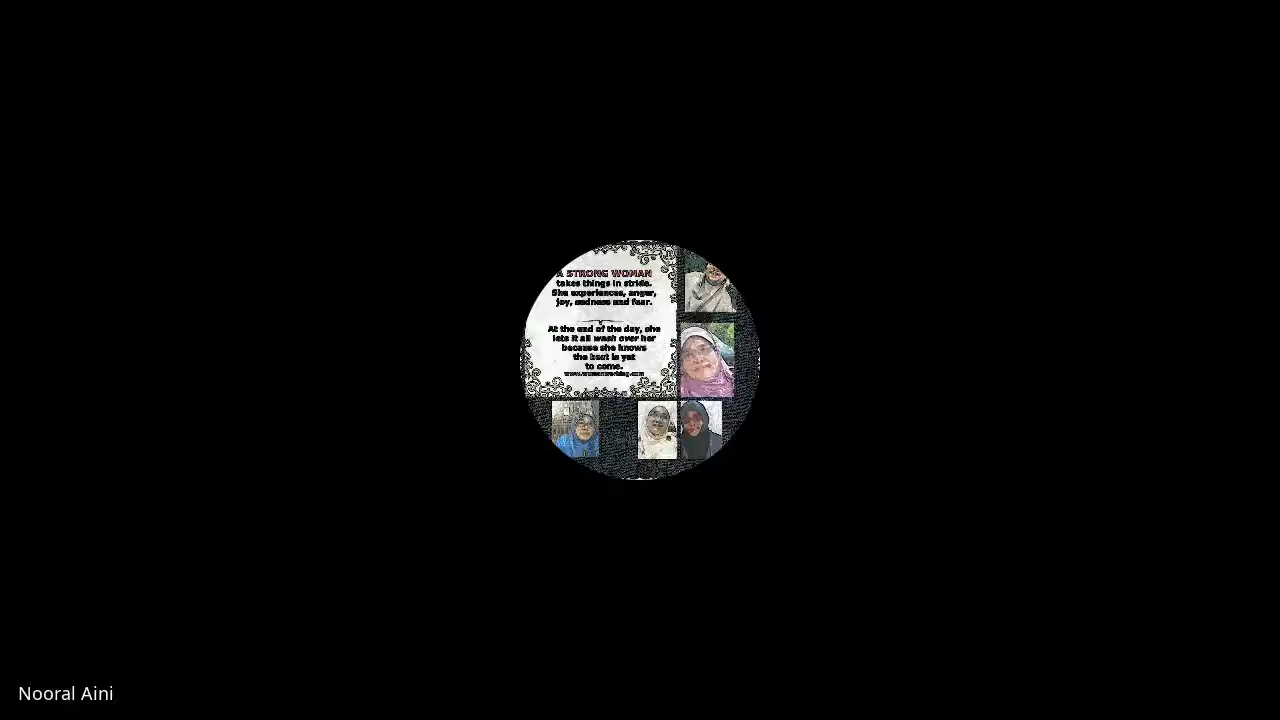 A STRONG WOMAN
takes things in stride.
She experiences, anger,
joy, sadness and fear.
At the end of the day, she
lets it all wash over her
because she knows
the best is yet
to come.
Nooral Aini